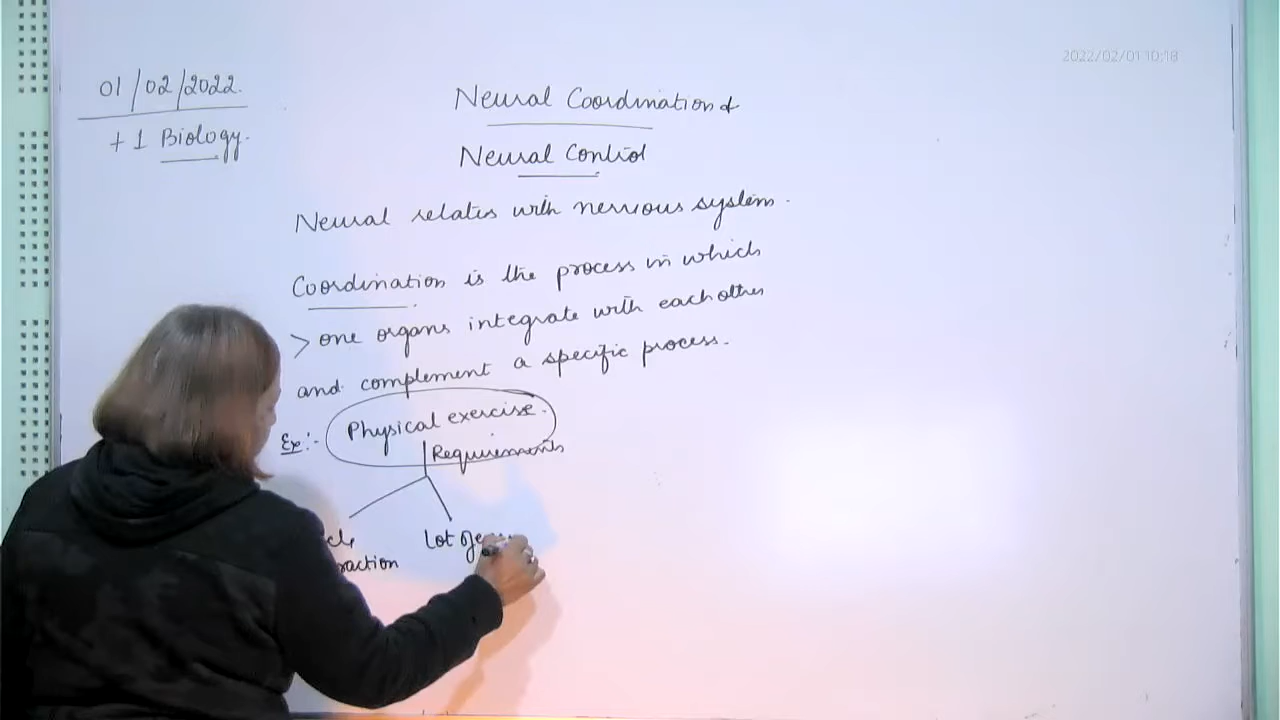 2022/02/01 10:18
01/02/2022.
+1 Biology.
Neural Coordination &
Neural Control
Neural relates with nervous system.
Coordination is the process in which
> one organs integrate with each other
and complement a specific process.
Ex:- Physical exercise.
Requirements
Lot of